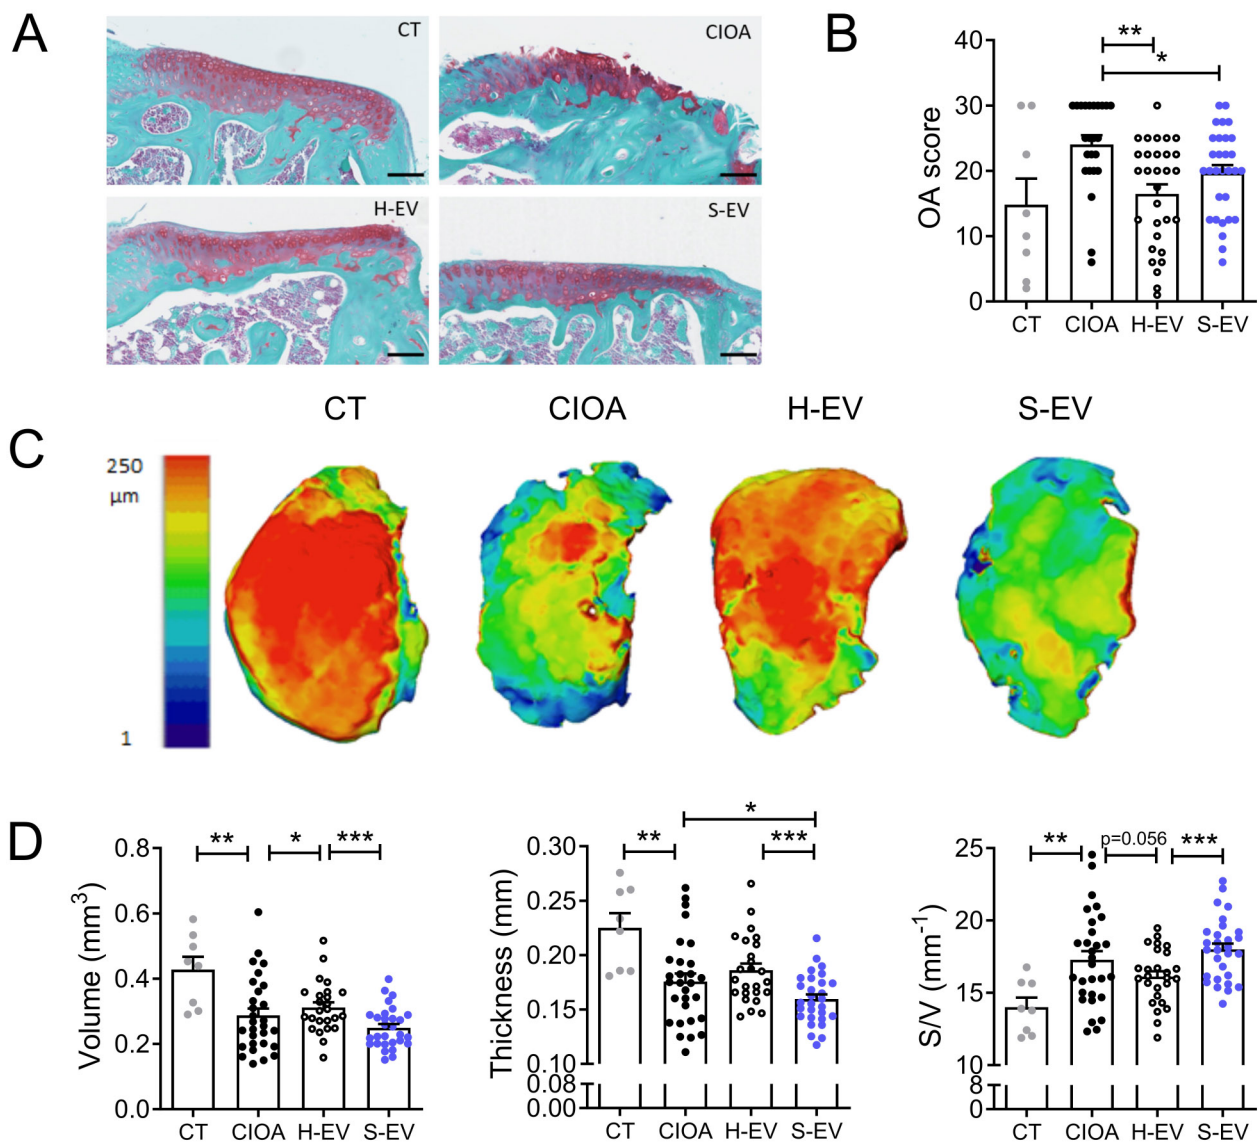 A
CT
CIOA
H-EV
S-EV
B
OA score
40
30
20
10
0
**
*
CT
CIOA
H-EV
S-EV
C
CT
CIOA
H-EV
S-EV
250
µm
1
D
Volume (mm³)
0.8
0.6
0.4
0.2
0.0
**
*
***
CT
CIOA
H-EV
S-EV
Thickness (mm)
0.30
0.25
0.20
0.15
0.10
0.08
0.00
*
**
***
CT
CIOA
H-EV
S-EV
S/V (mm⁻¹)
25
20
15
10
8
0
**
p=0.056
***
CT
CIOA
H-EV
S-EV